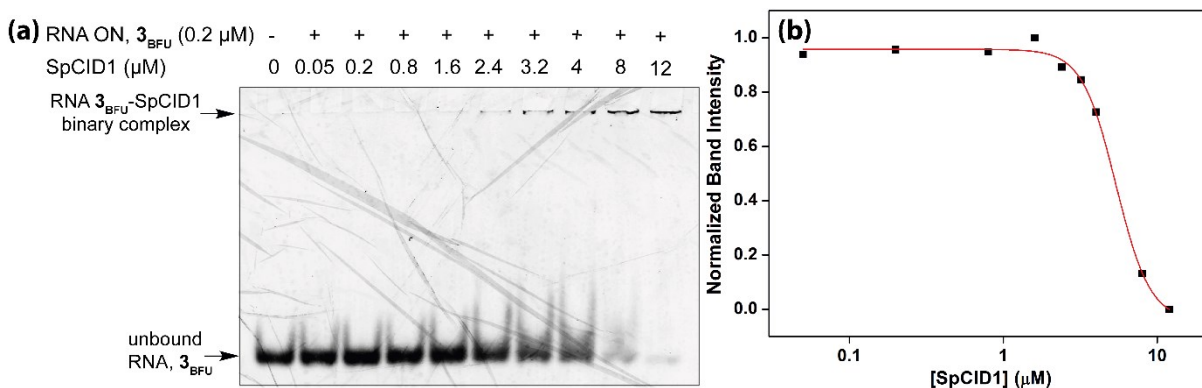 (a) RNA ON, 3BFU (0.2 µM) - + + + + + + + + +
SpCID1 (µM) 0 0.05 0.2 0.8 1.6 2.4 3.2 4 8 12
RNA 3BFU-SpCID1
binary complex
unbound
RNA, 3BFU
(b)
Normalized Band Intensity
1.0
0.8
0.6
0.4
0.2
0.0
0.1 1 10
[SpCID1] (µM)